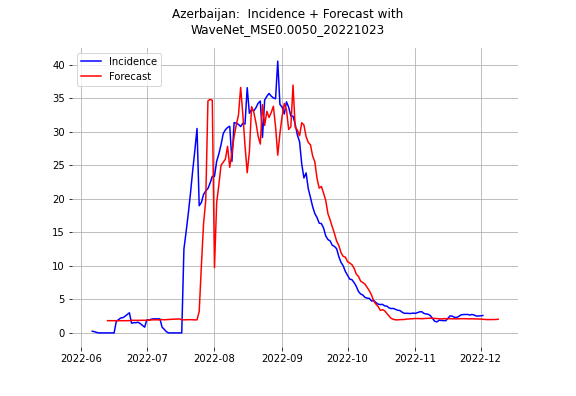 Azerbaijan:  Incidence + Forecast with
WaveNet_MSE0.0050_20221023
Incidence
Forecast
40
35
30
25
20
15
10
5
0
2022-06 2022-07 2022-08 2022-09 2022-10 2022-11 2022-12